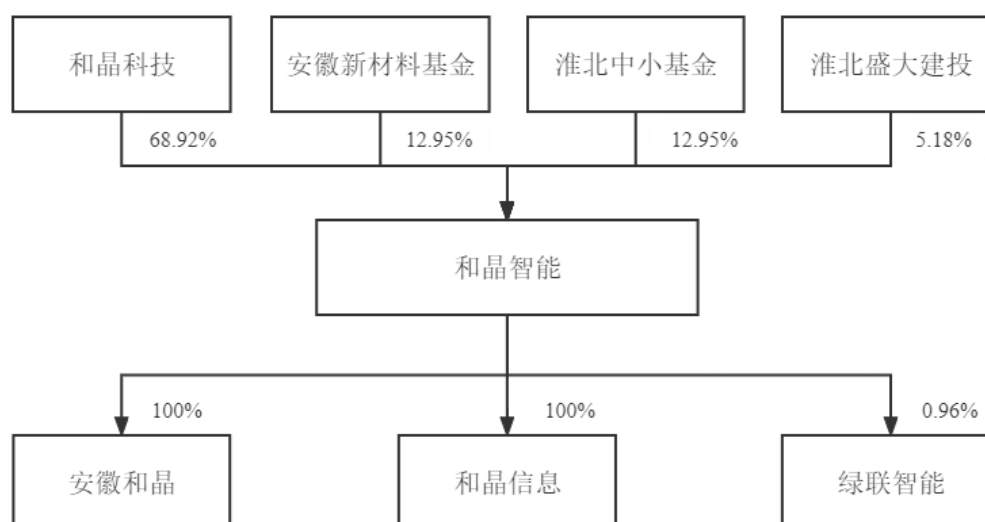 和晶科技 安徽新材料基金 淮北中小基金 淮北盛大建投
68.92% 12.95% 12.95% 5.18%
和晶智能
100% 100% 0.96%
安徽和晶 和晶信息 绿联智能